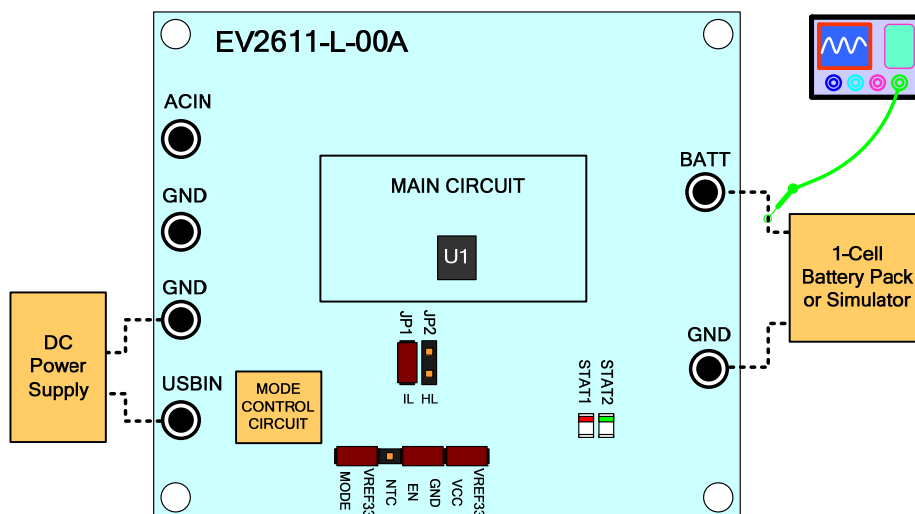 EV2611-L-00A
ACIN
GND
GND
USBIN
DC
Power
Supply
MAIN CIRCUIT
U1
JP1
JP2
IL
HL
MODE
CONTROL
CIRCUIT
MODE
VREF33
NTC
EN
GND
VCC
VREF33
STAT1
STAT2
BATT
GND
1-Cell
Battery Pack
or Simulator